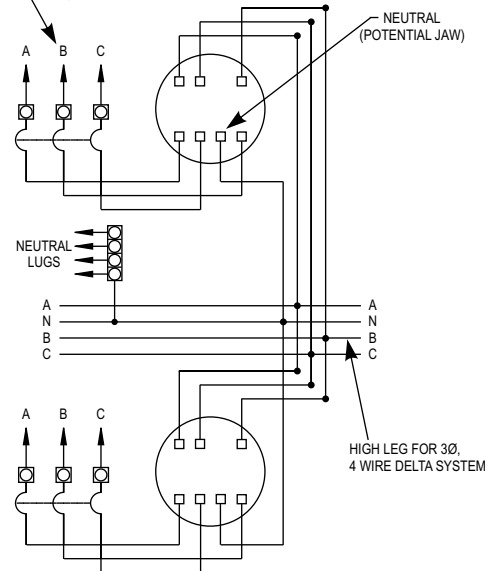 NEUTRAL
(POTENTIAL JAW)
A B C
NEUTRAL
LUGS
A A
N N
B B
C C
A B C
HIGH LEG FOR 3Ø,
4 WIRE DELTA SYSTEM